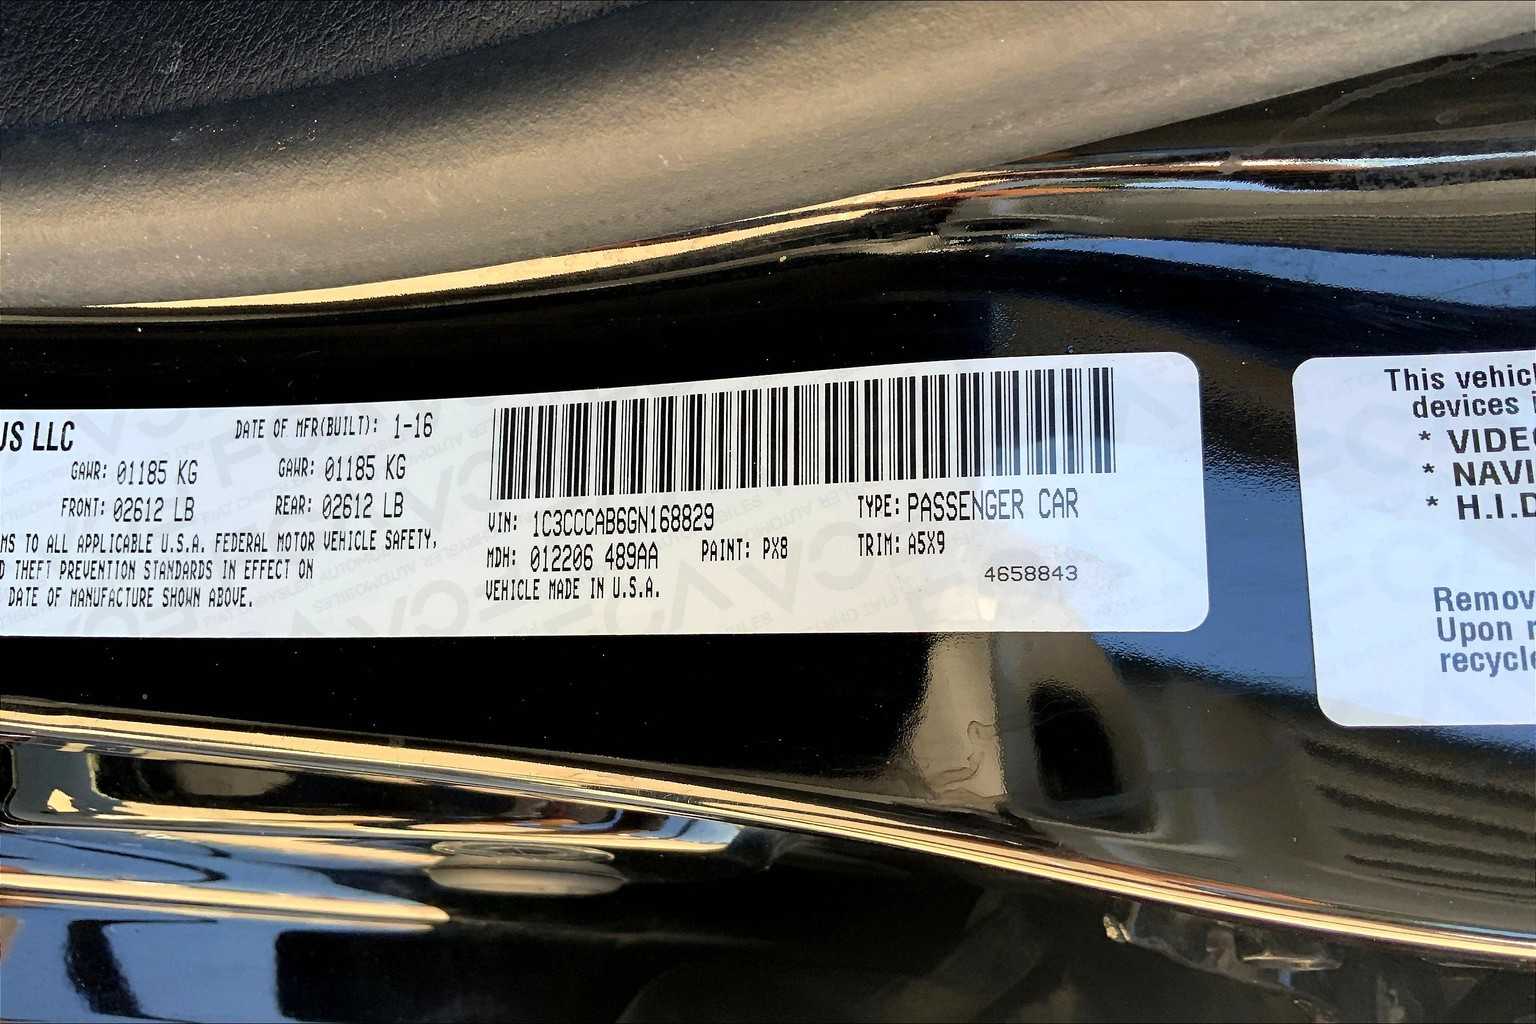 US LLC
DATE OF MFR(BUILT): 1-16
GAWR: 01185 KG GAWR: 01185 KG
FRONT: 02612 LB REAR: 02612 LB
MS TO ALL APPLICABLE U.S.A. FEDERAL MOTOR VEHICLE SAFETY,
D THEFT PREVENTION STANDARDS IN EFFECT ON
DATE OF MANUFACTURE SHOWN ABOVE.
VIN: 1C3CCCAB6GN168829 TYPE: PASSENGER CAR
MDH: 012206 489AA PAINT: PX8 TRIM: A5X9
VEHICLE MADE IN U.S.A.
4658843
This vehic
devices i
* VIDEO
* NAVI
* H.I.D
Remov
Upon r
recycle